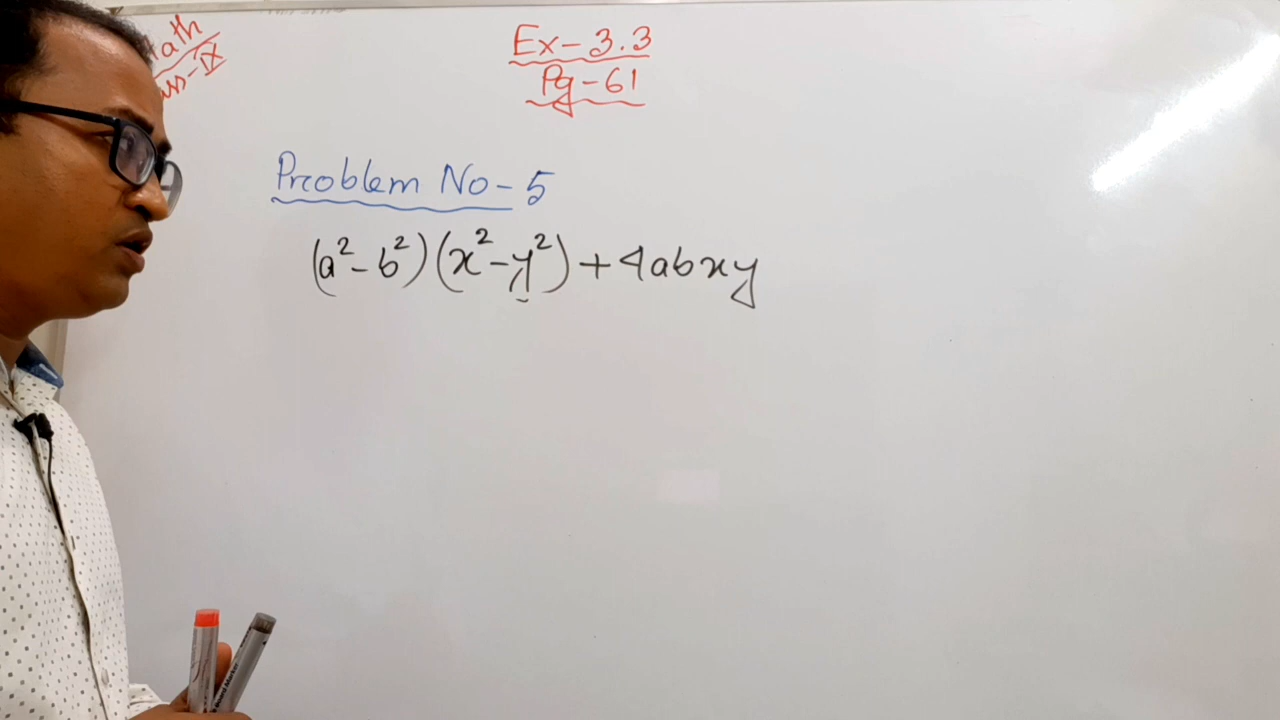 Ex-3.3
Pg-61
Problem No-5
(a²-b²)(x²-y²)+4abxy